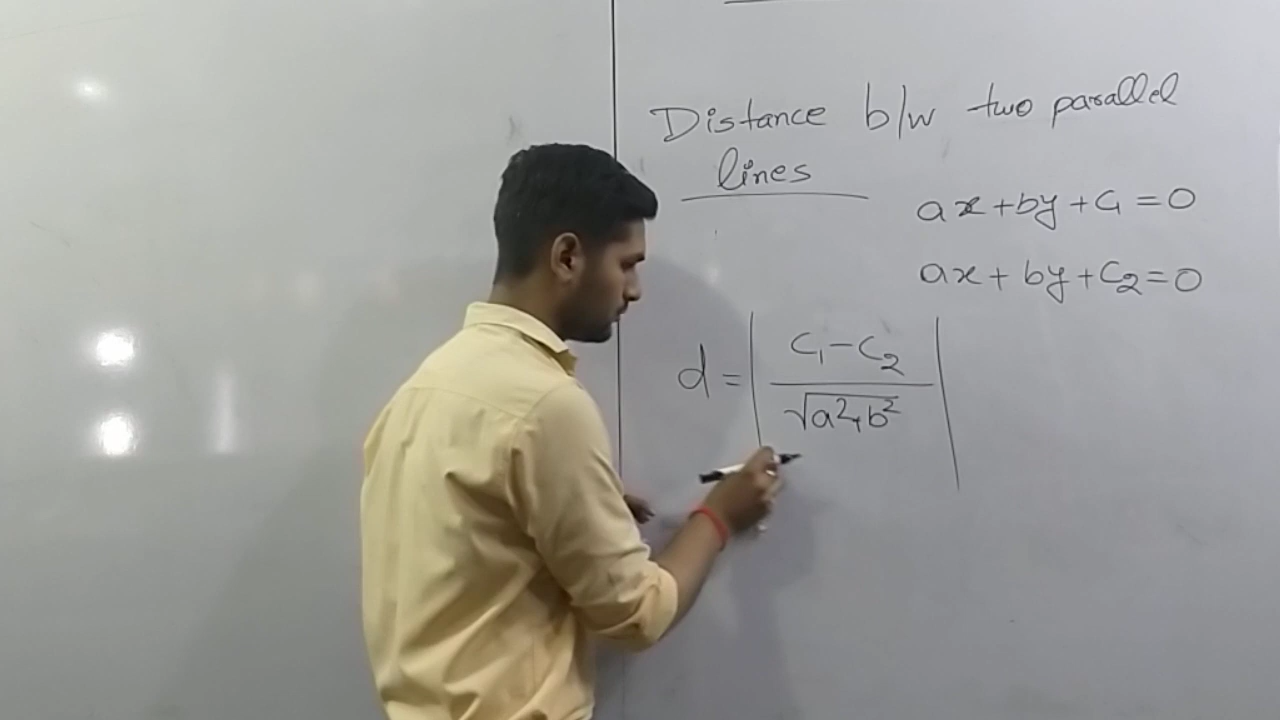 Distance b/w two parallel
lines
ax+by+C₁=0
ax+by+C₂=0
d=|C₁-C₂/√a²+b²|